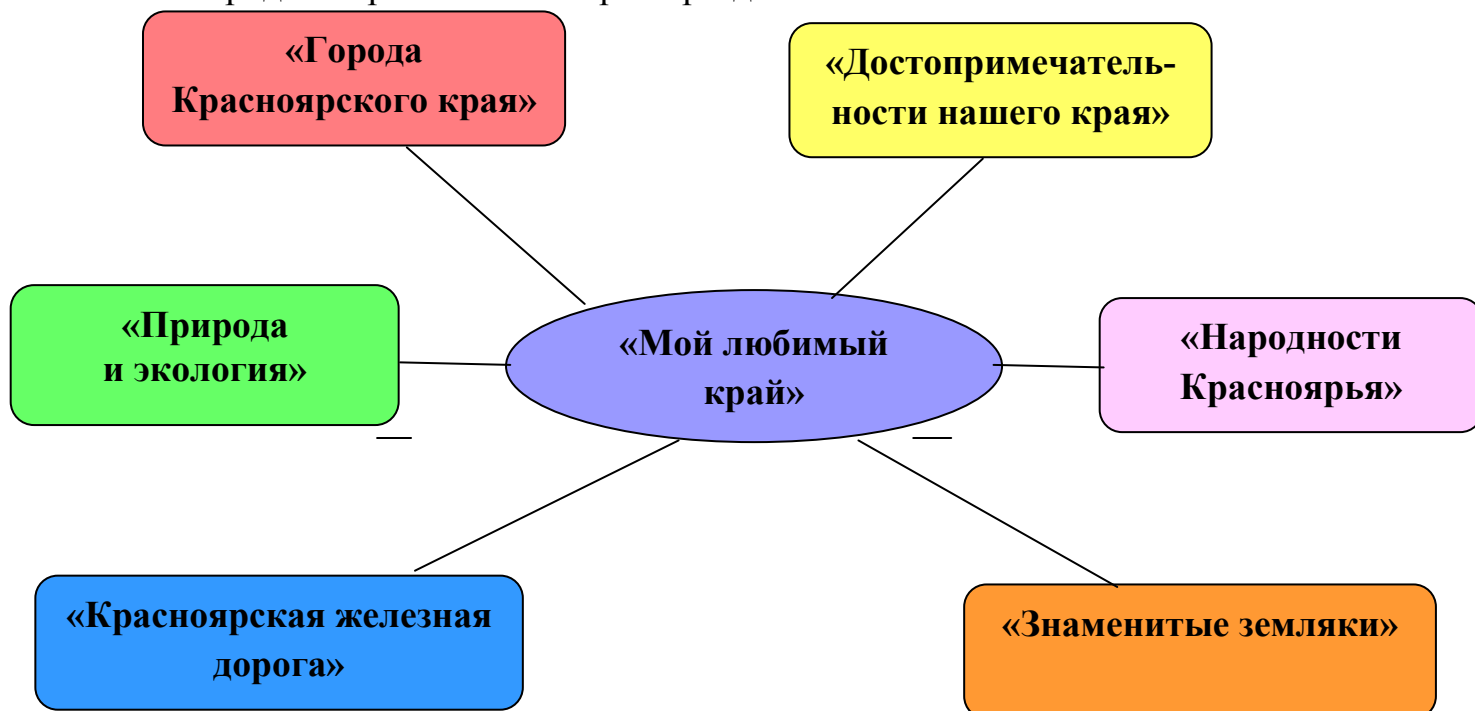 «Города
Красноярского края»
«Достопримечатель-
ности нашего края»
«Природа
и экология»
«Мой любимый
край»
«Народности
Красноярья»
«Красноярская железная
дорога»
«Знаменитые земляки»